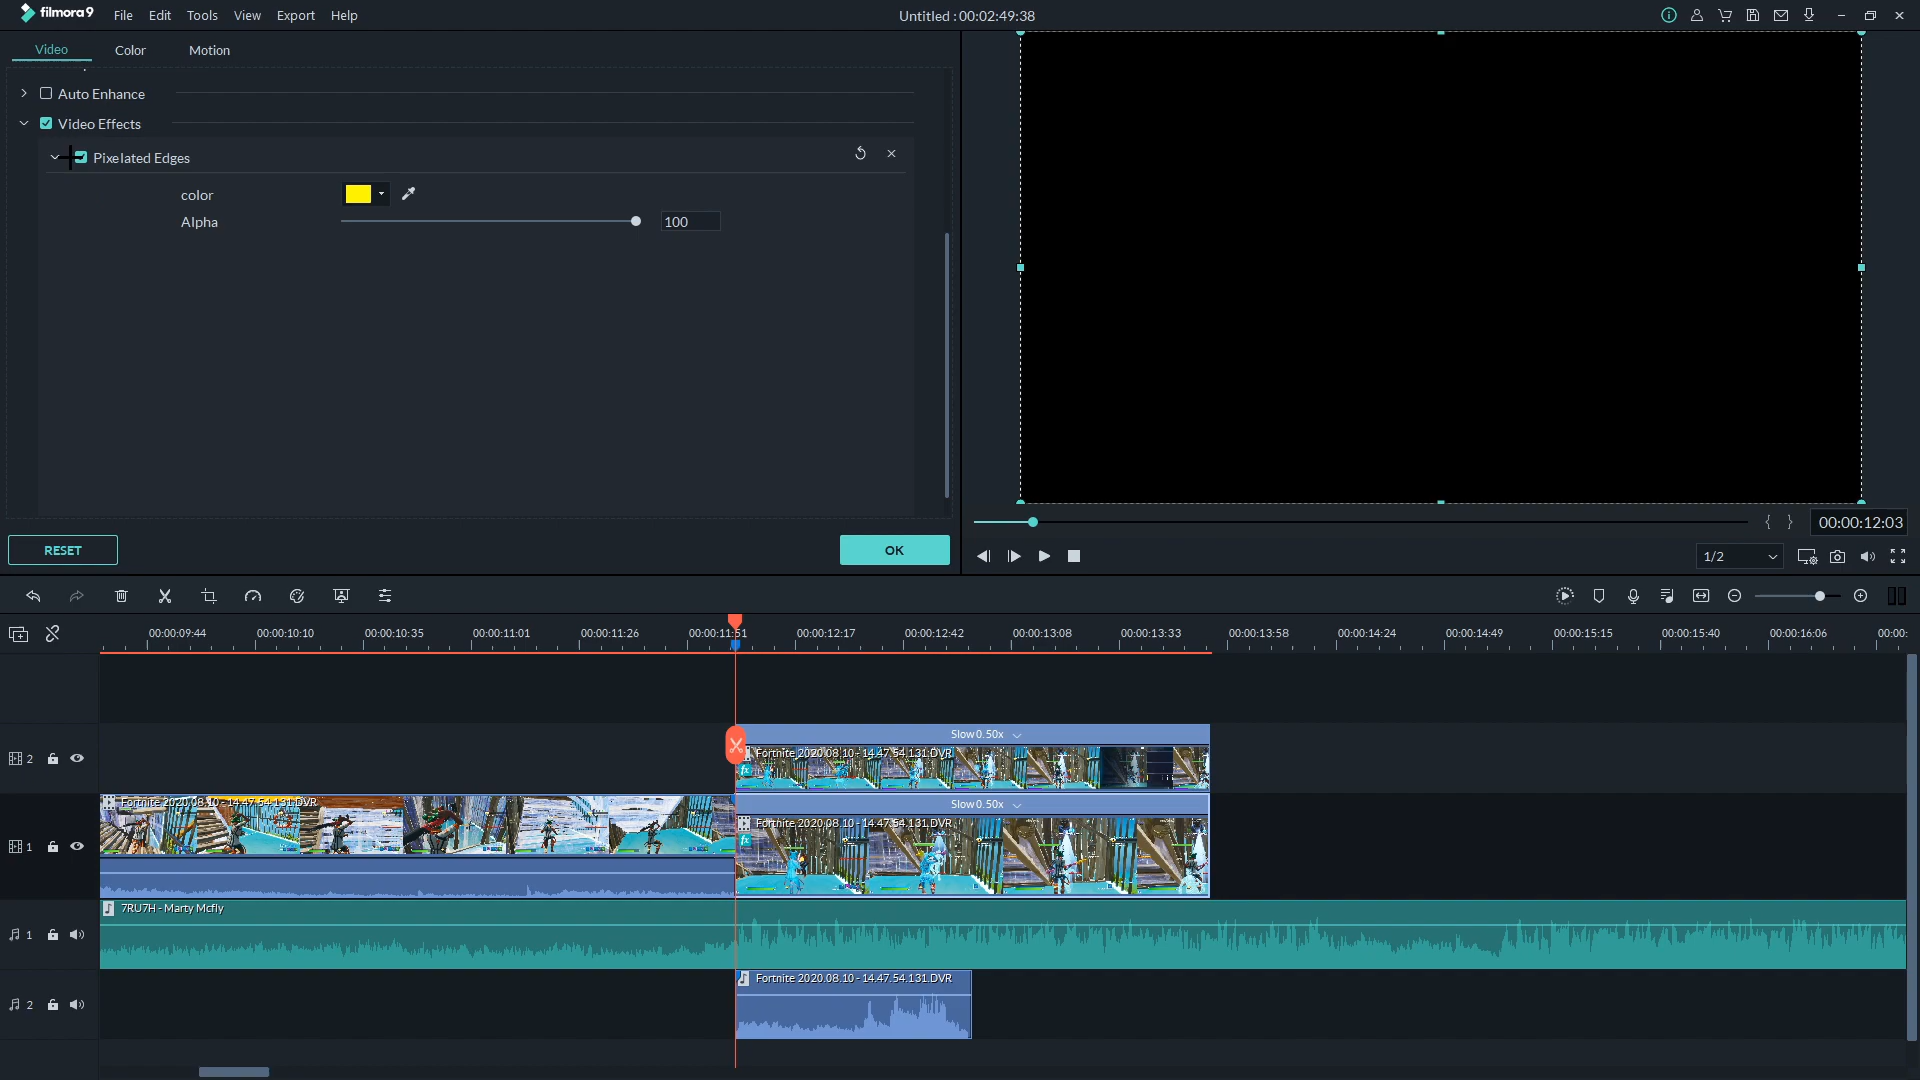 filmora9 File Edit Tools View Export Help
Untitled : 00:02:49:38
Video Color Motion
Auto Enhance
Video Effects
Pixelated Edges
color
Alpha 100
RESET OK
00:00:12:03
1/2
00:00:09:44 00:00:10:10 00:00:10:35 00:00:11:01 00:00:11:26 00:00:11:51 00:00:12:17 00:00:12:42 00:00:13:08 00:00:13:33 00:00:13:58 00:00:14:24 00:00:14:49 00:00:15:15 00:00:15:40 00:00:16:06 00:00:
Slow 0.50x
2
Fortnite 2020.08.10 - 14.47.54.131.DVR
fx
Slow 0.50x
Fortnite 2020.08.10 - 14.47.54.131.DVR
Fortnite 2020.08.10 - 14.47.54.131.DVR
fx
1
7RU7H - Marty Mcfly
1
Fortnite 2020.08.10 - 14.47.54.131.DVR
2